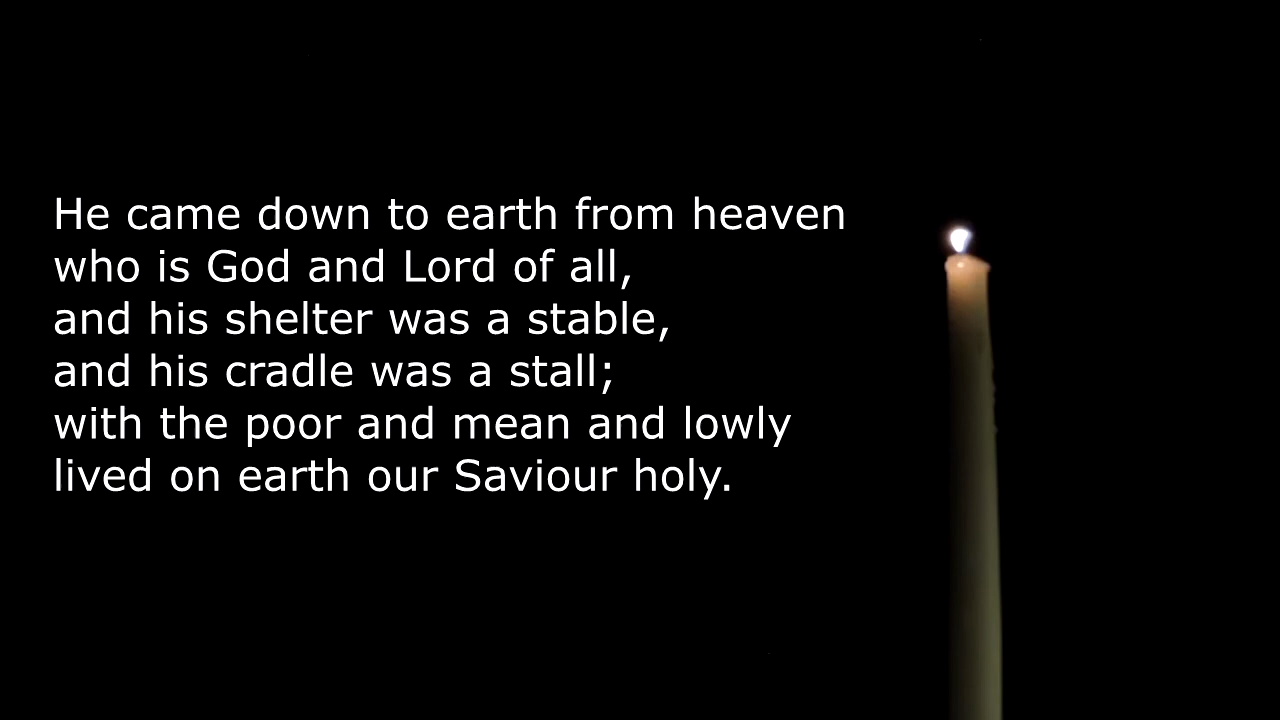 He came down to earth from heaven
who is God and Lord of all,
and his shelter was a stable,
and his cradle was a stall;
with the poor and mean and lowly
lived on earth our Saviour holy.